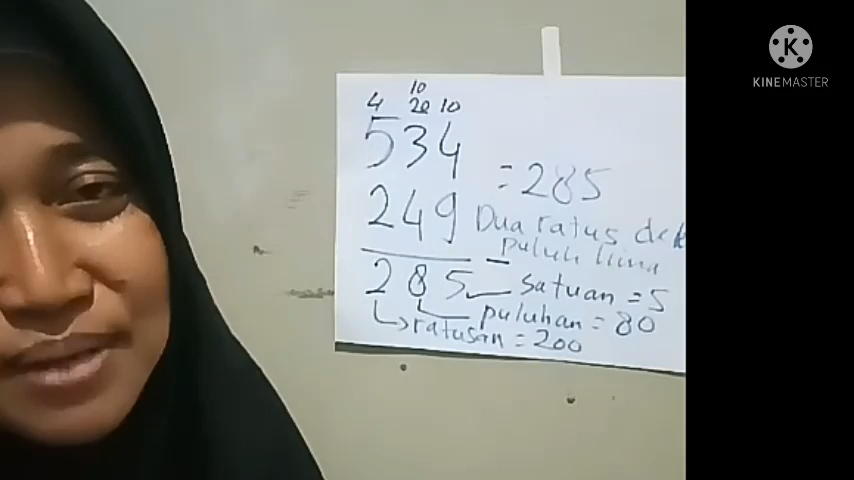 10
4 20 10
534
= 285
249
Dua ratus
puluh lima
285
satuan = 5
puluhan = 80
ratusan = 200
KINEMASTER